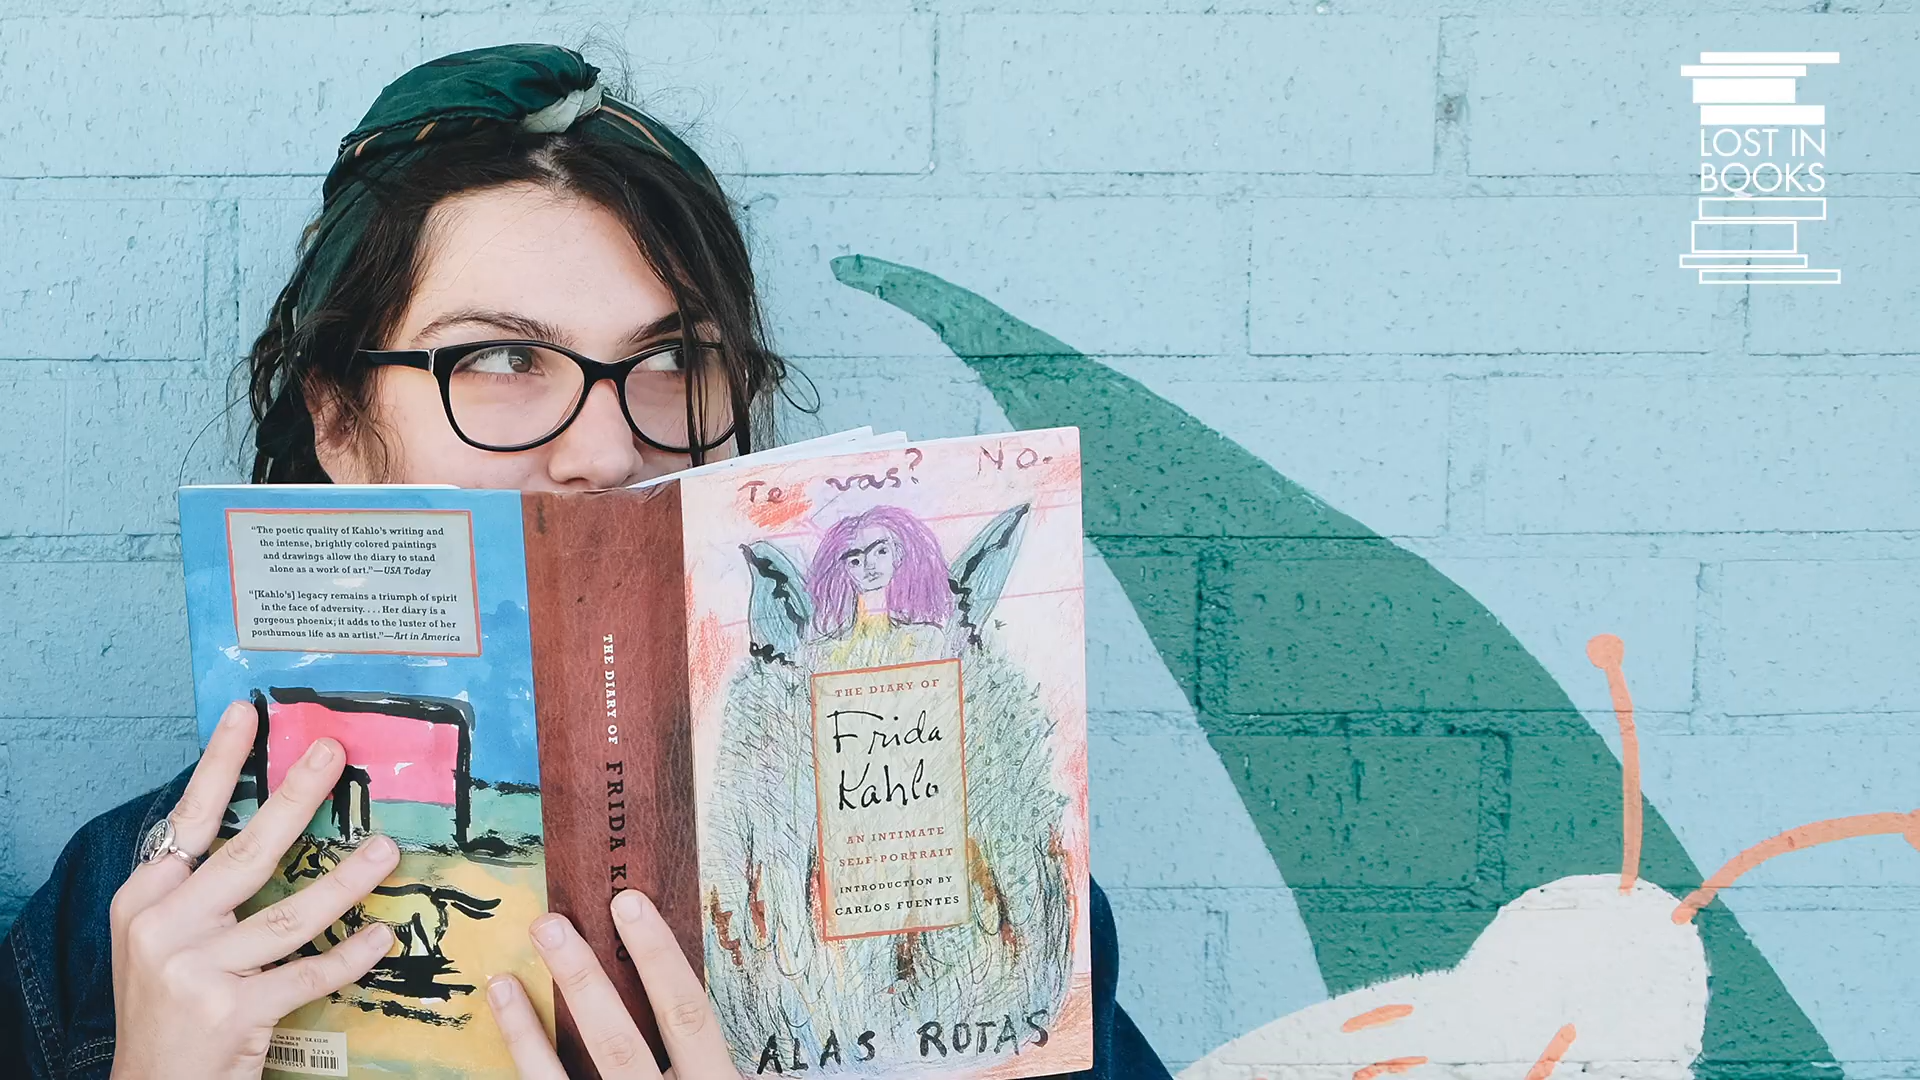 LOST IN
BOOKS
"The poetic quality of Kahlo's writing and
the intense, brightly colored paintings
and drawings allow the diary to stand
alone as a work of art."—USA Today
"[Kahlo's] legacy remains a triumph of spirit
in the face of adversity. . . . Her diary is a
gorgeous phoenix; it adds to the luster of her
posthumous life as an artist."—Art in America
52695
THE DIARY OF FRIDA
Te vas? No.
THE DIARY OF
Frida
Kahlo
AN INTIMATE
SELF-PORTRAIT
INTRODUCTION BY
CARLOS FUENTES
ALAS ROTAS